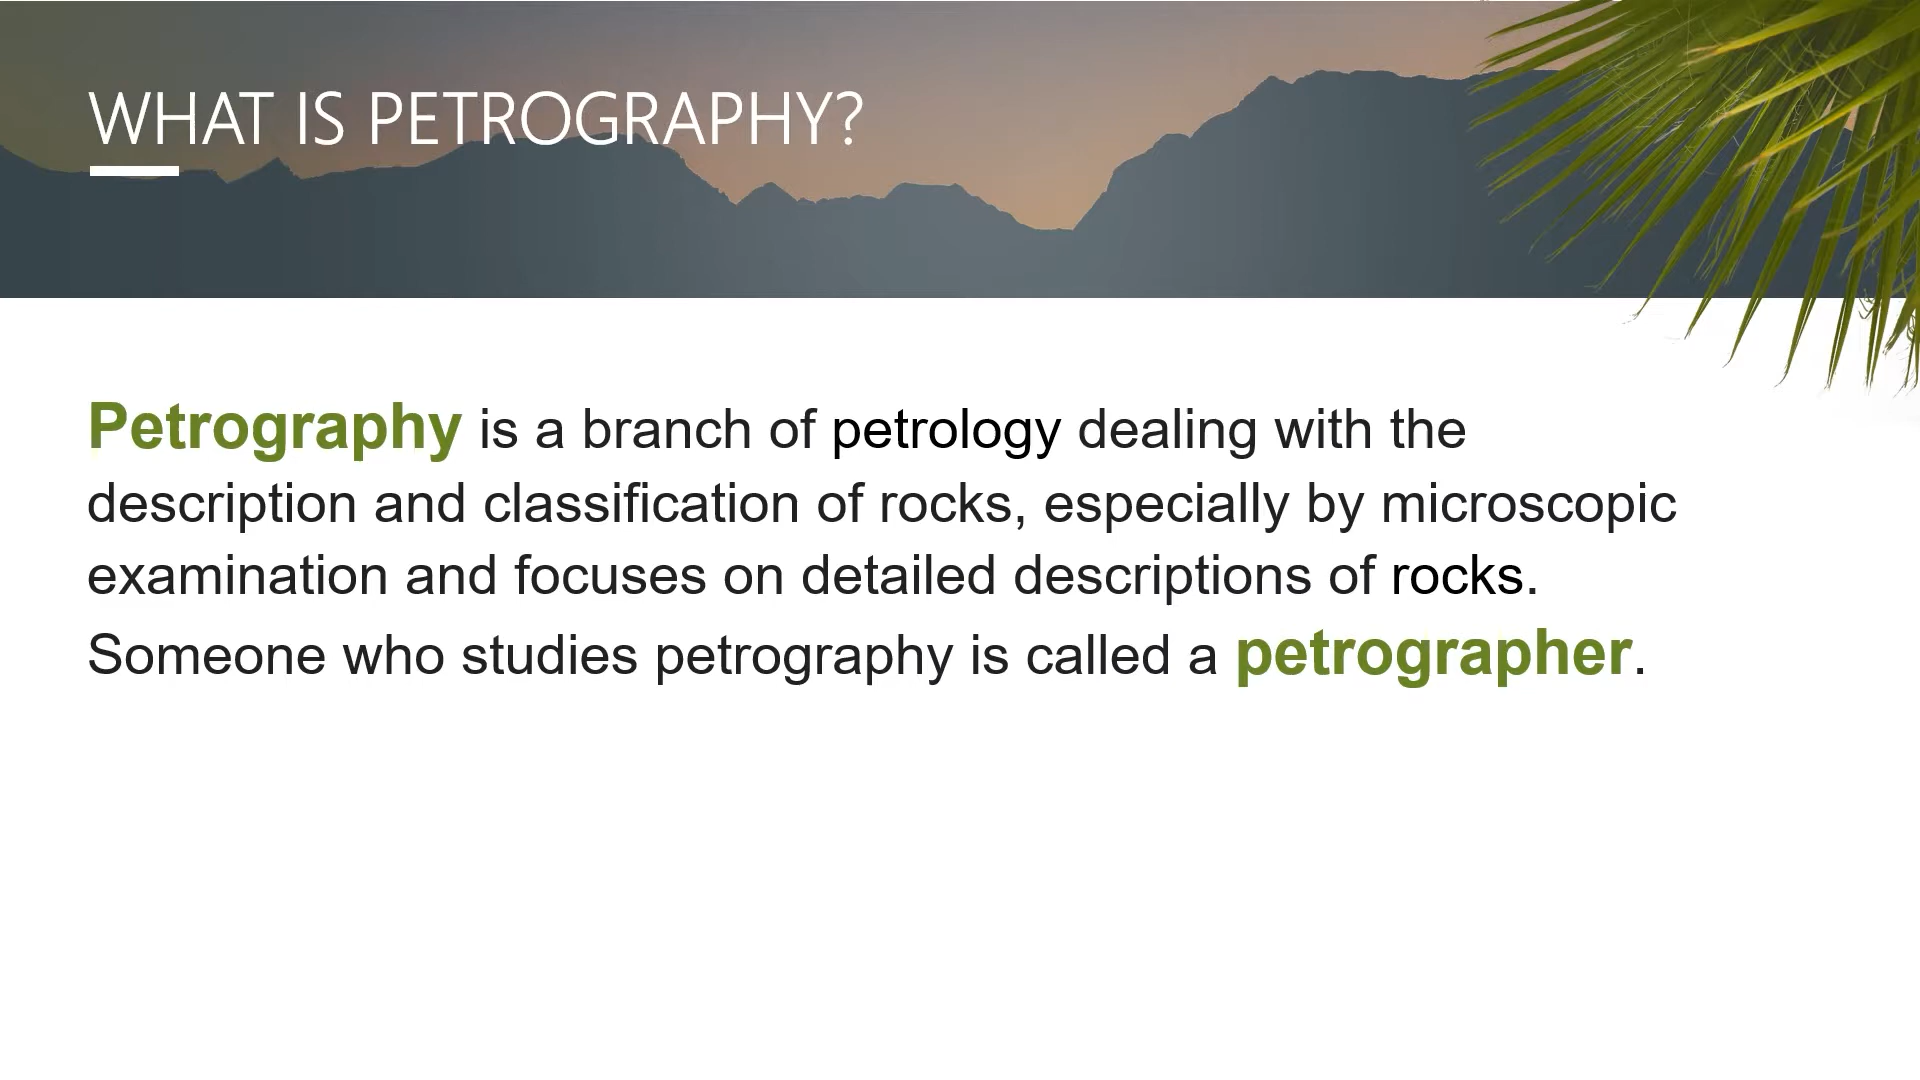 WHAT IS PETROGRAPHY?
Petrography is a branch of petrology dealing with the
description and classification of rocks, especially by microscopic
examination and focuses on detailed descriptions of rocks.
Someone who studies petrography is called a petrographer.